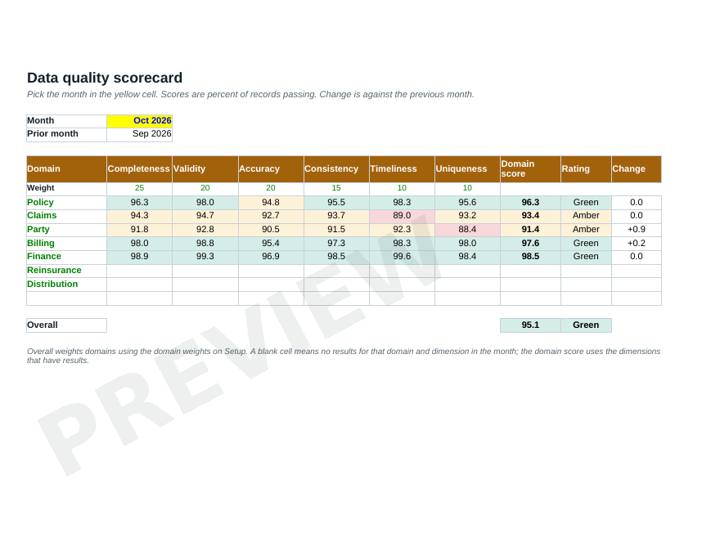 Data quality scorecard
Pick the month in the yellow cell. Scores are percent of records passing. Change is against the previous month.
Month Oct 2026
Prior month Sep 2026
Domain Completeness Validity Accuracy Consistency Timeliness Uniqueness Domain score Rating Change
Weight 25 20 20 15 10 10
Policy 96.3 98.0 94.8 95.5 98.3 95.6 96.3 Green 0.0
Claims 94.3 94.7 92.7 93.7 89.0 93.2 93.4 Amber 0.0
Party 91.8 92.8 90.5 91.5 92.3 88.4 91.4 Amber +0.9
Billing 98.0 98.8 95.4 97.3 98.3 98.0 97.6 Green +0.2
Finance 98.9 99.3 96.9 98.5 99.6 98.4 98.5 Green 0.0
Reinsurance
Distribution
Overall 95.1 Green
Overall weights domains using the domain weights on Setup. A blank cell means no results for that domain and dimension in the month; the domain score uses the dimensions
that have results.
PREVIEW